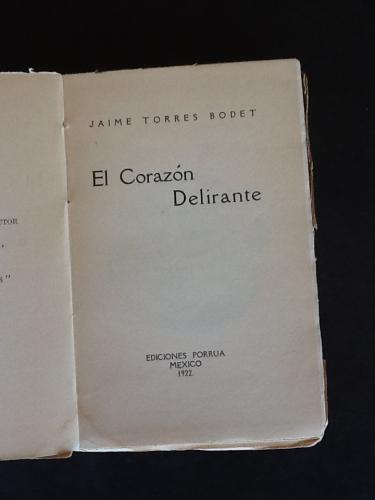 JAIME TORRES BODET
El Corazón
Delirante
EDICIONES PORRUA
MEXICO
1922.